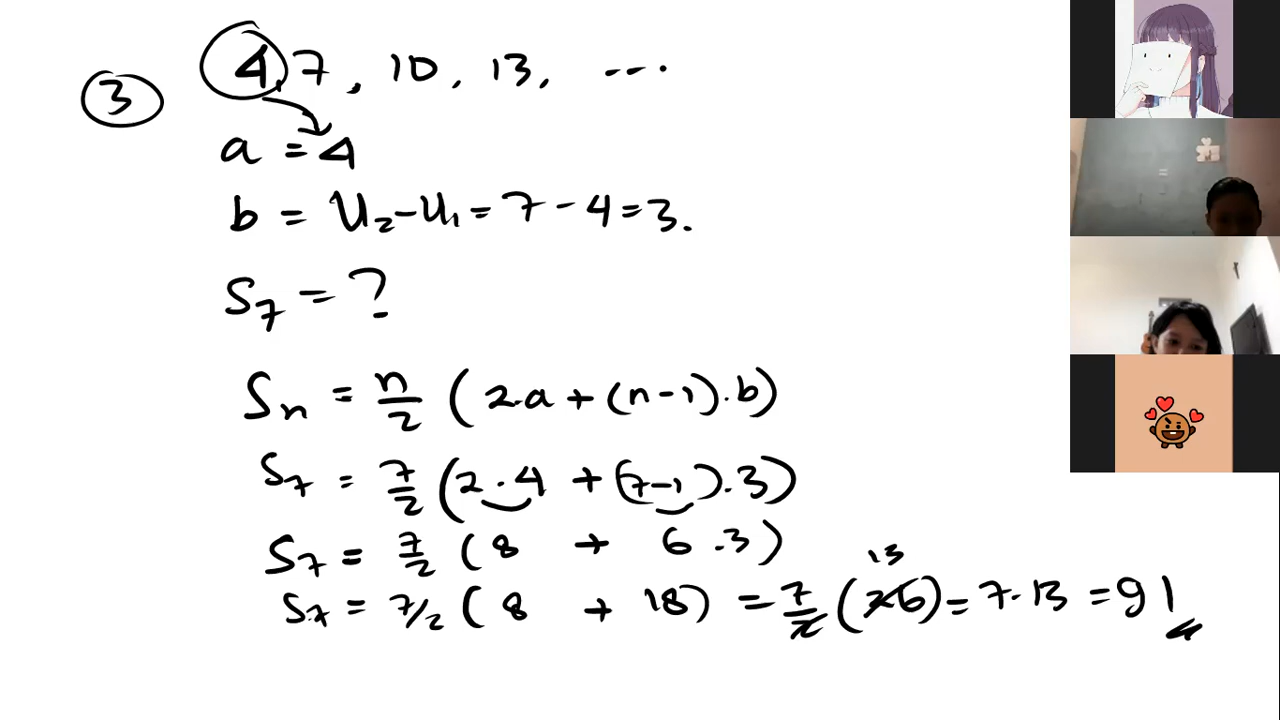 ③ 4, 7, 10, 13, ...
a = 4
b = U₂ - U₁ = 7 - 4 = 3.
S₇ = ?
Sₙ = n/2 (2.a + (n-1).b)
S₇ = 7/2 (2.4 + (7-1).3)
S₇ = 7/2 (8 + 6.3)
13
S₇ = 7/2 (8 + 18) = 7/2 (26) = 7.13 = 91